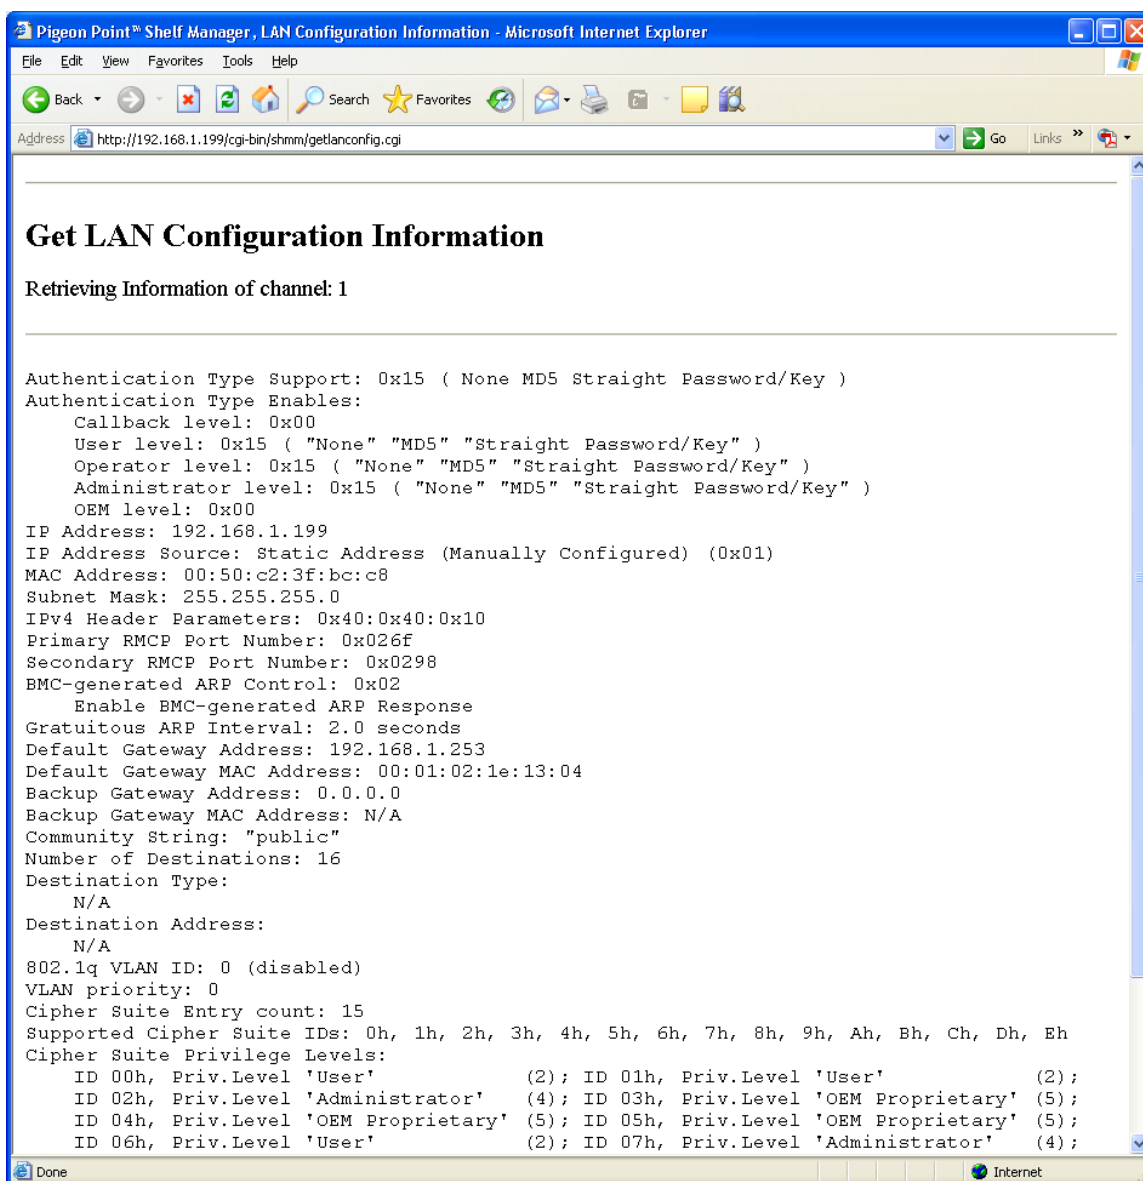 Pigeon Point™ Shelf Manager, LAN Configuration Information - Microsoft Internet Explorer
File Edit View Favorites Tools Help
Back Search Favorites
Address http://192.168.1.199/cgi-bin/shmm/getlanconfig.cgi Go Links »
Get LAN Configuration Information
Retrieving Information of channel: 1
Authentication Type Support: 0x15 ( None MD5 Straight Password/Key )
Authentication Type Enables:
    Callback level: 0x00
    User level: 0x15 ( "None" "MD5" "Straight Password/Key" )
    Operator level: 0x15 ( "None" "MD5" "Straight Password/Key" )
    Administrator level: 0x15 ( "None" "MD5" "Straight Password/Key" )
    OEM level: 0x00
IP Address: 192.168.1.199
IP Address Source: Static Address (Manually Configured) (0x01)
MAC Address: 00:50:c2:3f:bc:c8
Subnet Mask: 255.255.255.0
IPv4 Header Parameters: 0x40:0x40:0x10
Primary RMCP Port Number: 0x026f
Secondary RMCP Port Number: 0x0298
BMC-generated ARP Control: 0x02
    Enable BMC-generated ARP Response
Gratuitous ARP Interval: 2.0 seconds
Default Gateway Address: 192.168.1.253
Default Gateway MAC Address: 00:01:02:1e:13:04
Backup Gateway Address: 0.0.0.0
Backup Gateway MAC Address: N/A
Community String: "public"
Number of Destinations: 16
Destination Type:
    N/A
Destination Address:
    N/A
802.1q VLAN ID: 0 (disabled)
VLAN priority: 0
Cipher Suite Entry count: 15
Supported Cipher Suite IDs: 0h, 1h, 2h, 3h, 4h, 5h, 6h, 7h, 8h, 9h, Ah, Bh, Ch, Dh, Eh
Cipher Suite Privilege Levels:
    ID 00h, Priv.Level 'User' (2); ID 01h, Priv.Level 'User' (2);
    ID 02h, Priv.Level 'Administrator' (4); ID 03h, Priv.Level 'OEM Proprietary' (5);
    ID 04h, Priv.Level 'OEM Proprietary' (5); ID 05h, Priv.Level 'OEM Proprietary' (5);
    ID 06h, Priv.Level 'User' (2); ID 07h, Priv.Level 'Administrator' (4);
Done Internet